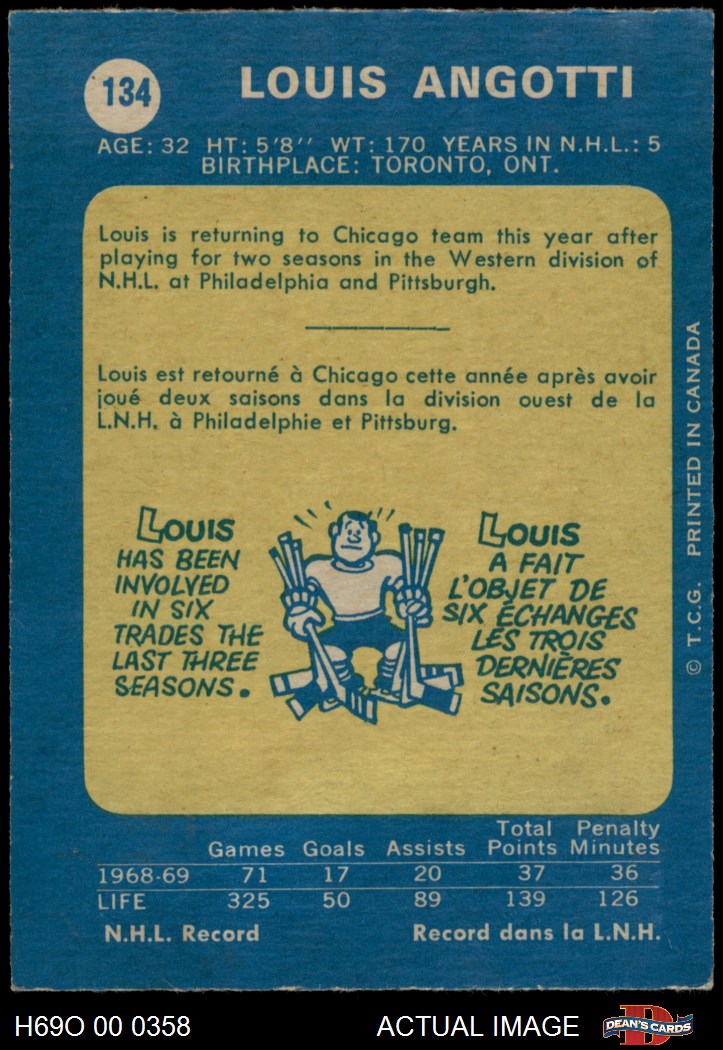 134
LOUIS ANGOTTI
AGE: 32 HT: 5'8'' WT: 170 YEARS IN N.H.L.: 5
BIRTHPLACE: TORONTO, ONT.
Louis is returning to Chicago team this year after
playing for two seasons in the Western division of
N.H.L. at Philadelphia and Pittsburgh.
Louis est retourné à Chicago cette année après avoir
joué deux saisons dans la division ouest de la
L.N.H. à Philadelphie et Pittsburg.
LOUIS
HAS BEEN
INVOLVED
IN SIX
TRADES THE
LAST THREE
SEASONS.
LOUIS
A FAIT
L'OBJET DE
SIX ÉCHANGES
LES TROIS
DERNIÈRES
SAISONS.
© T.C.G. PRINTED IN CANADA
Games Goals Assists Total Points Penalty Minutes
1968-69 71 17 20 37 36
LIFE 325 50 89 139 126
N.H.L. Record Record dans la L.N.H.
H69O 00 0358 ACTUAL IMAGE D DEAN'S CARDS